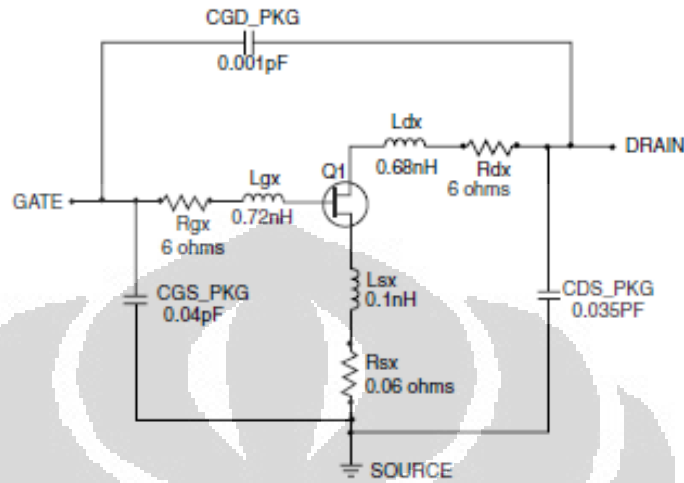 CGD_PKG
0.001pF
Ldx
0.68nH
Rdx
6 ohms
DRAIN
Q1
Lgx
0.72nH
GATE
Rgx
6 ohms
CGS_PKG
0.04pF
Lsx
0.1nH
CDS_PKG
0.035PF
Rsx
0.06 ohms
SOURCE